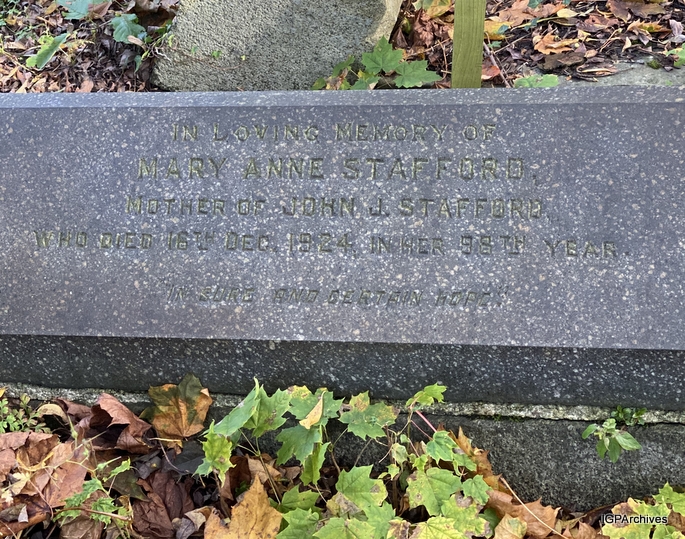 IN LOVING MEMORY OF
MARY ANNE STAFFORD,
MOTHER OF JOHN J. STAFFORD,
WHO DIED 16TH DEC. 1924, IN HER 98TH YEAR
"IN SURE AND CERTAIN HOPE".
IGPArchives